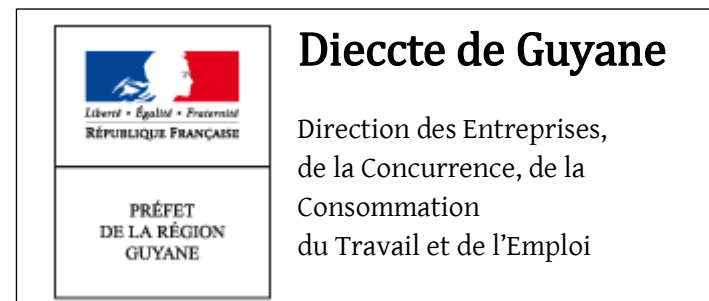 Dieccte de Guyane
Liberté • Égalité • Fraternité
RÉPUBLIQUE FRANÇAISE
PRÉFET
DE LA RÉGION
GUYANE
Direction des Entreprises,
de la Concurrence, de la
Consommation
du Travail et de l’Emploi